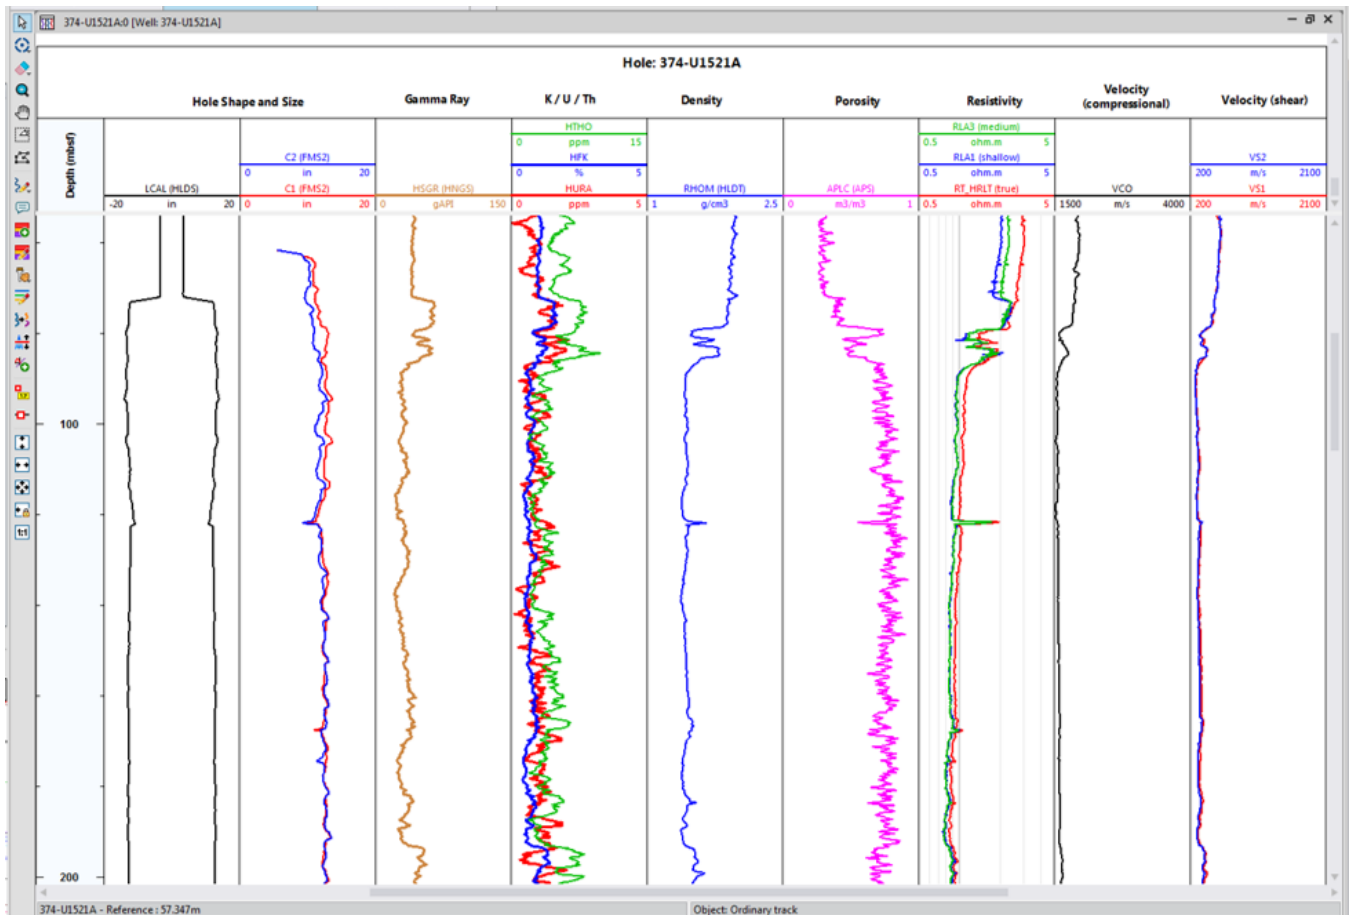 374-U1521A:0 [Well: 374-U1521A]
Hole: 374-U1521A
Hole Shape and Size
Gamma Ray
K / U / Th
Density
Porosity
Resistivity
Velocity
(compressional)
Velocity (shear)
Depth (mbsf)
LCAL (HLDS)
-20 in 20
C2 (FMS2)
0 in 20
C1 (FMS2)
0 in 20
HSGR (HNGS)
0 gAPI 150
HTHO
0 ppm 15
HFK
0 % 5
HURA
0 ppm 5
RHOM (HLDT)
1 g/cm3 2.5
APLC (APS)
0 m3/m3 1
RLA3 (medium)
0.5 ohm.m 5
RLA1 (shallow)
0.5 ohm.m 5
RT_HRLT (true)
0.5 ohm.m 5
VCO
1500 m/s 4000
VS2
200 m/s 2100
VS1
200 m/s 2100
100
200
1:1
374-U1521A - Reference : 57.347m
Object: Ordinary track